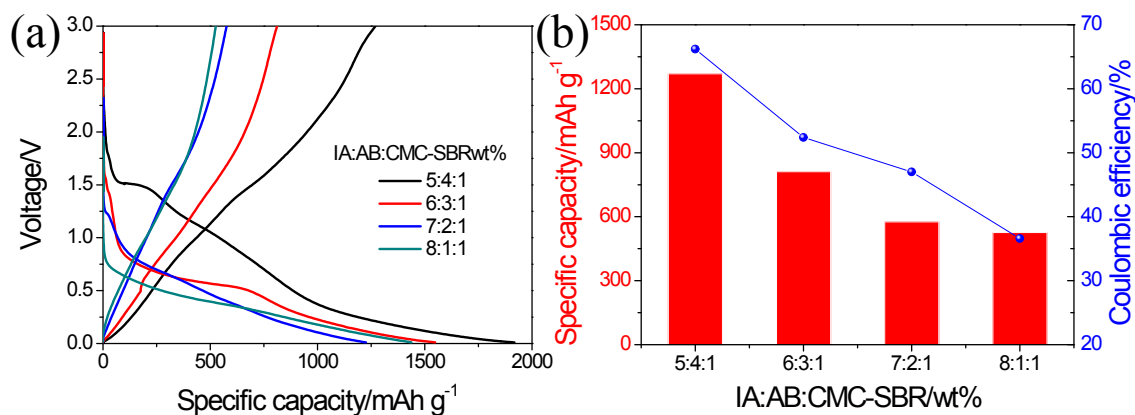 (a)
3.0
2.5
2.0
1.5
1.0
0.5
0.0
Voltage/V
IA:AB:CMC-SBRwt%
5:4:1
6:3:1
7:2:1
8:1:1
0 500 1000 1500 2000
Specific capacity/mAh g⁻¹
(b)
1500
1200
900
600
300
0
Specific capacity/mAh g⁻¹
70
60
50
40
30
20
Coulombic efficiency/%
5:4:1 6:3:1 7:2:1 8:1:1
IA:AB:CMC-SBR/wt%